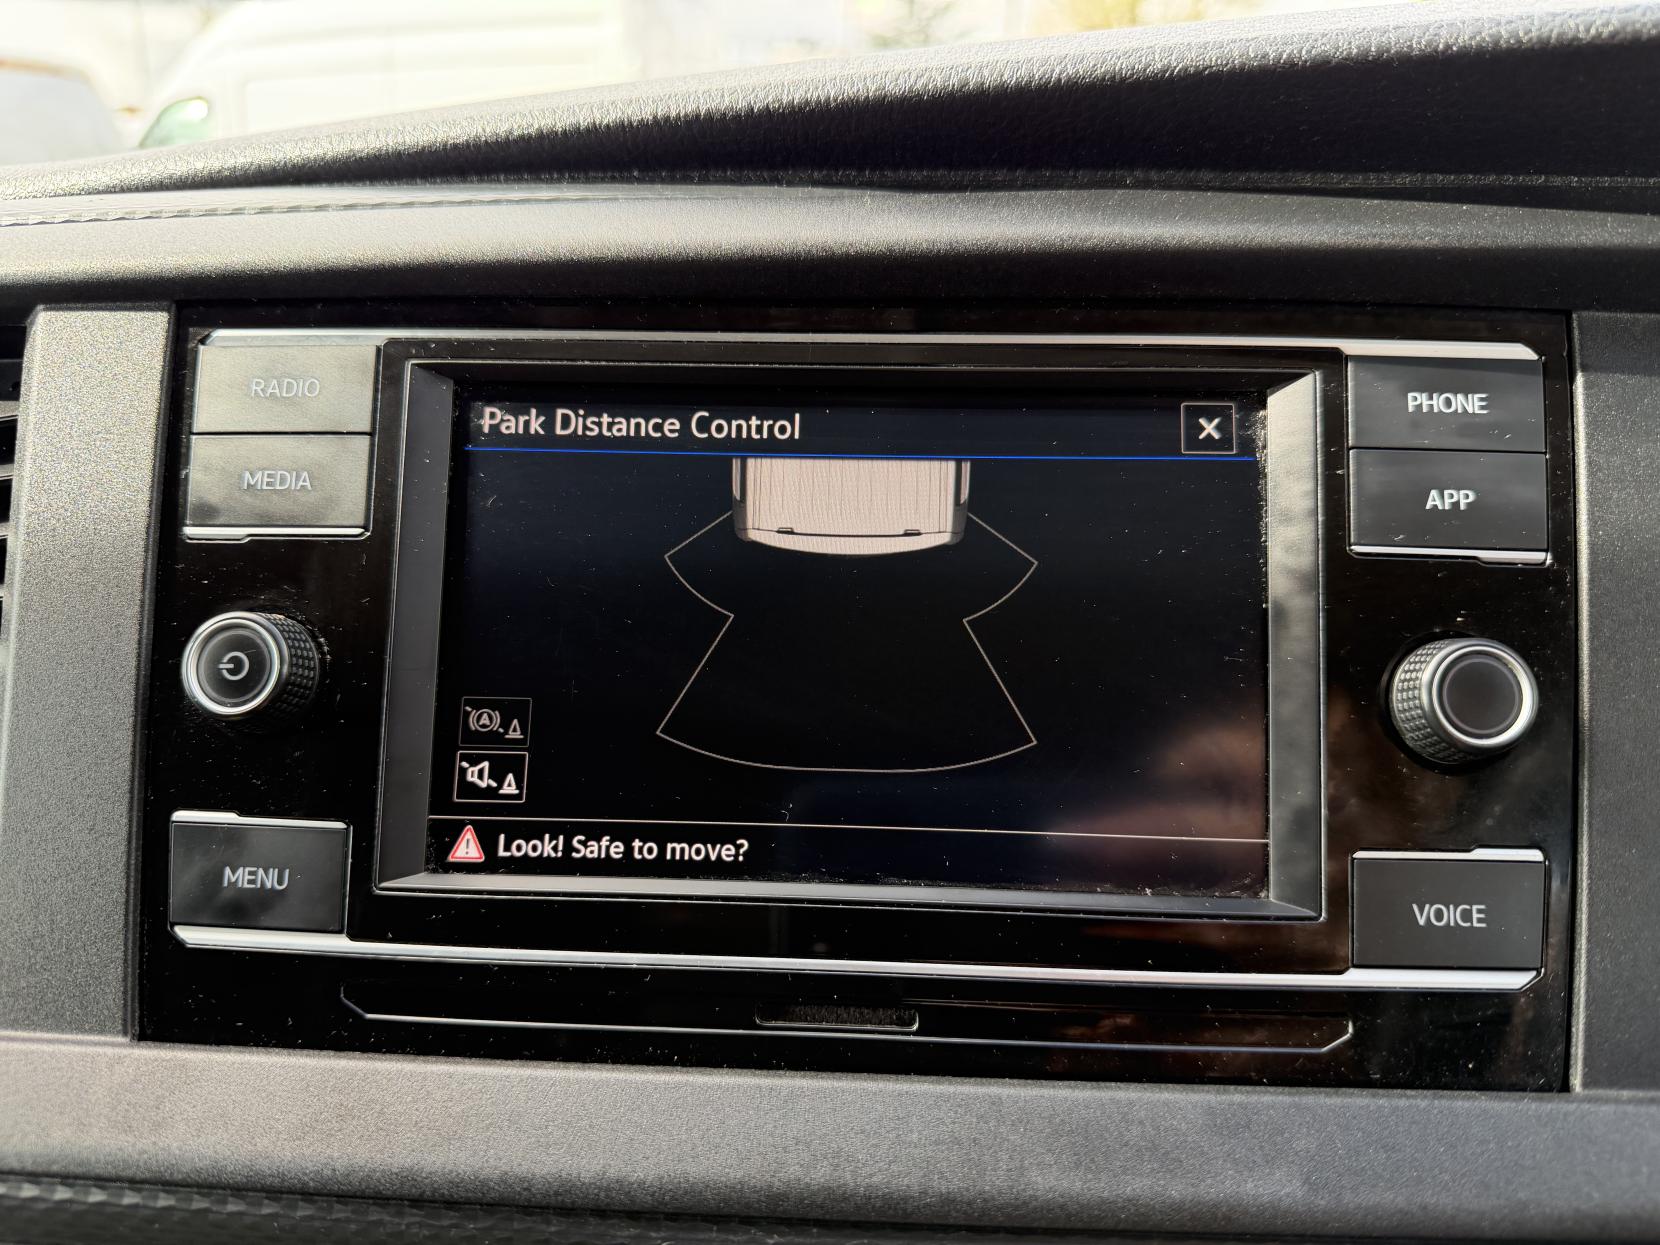 RADIO
MEDIA
Park Distance Control
X
PHONE
APP
A
Look! Safe to move?
MENU
VOICE